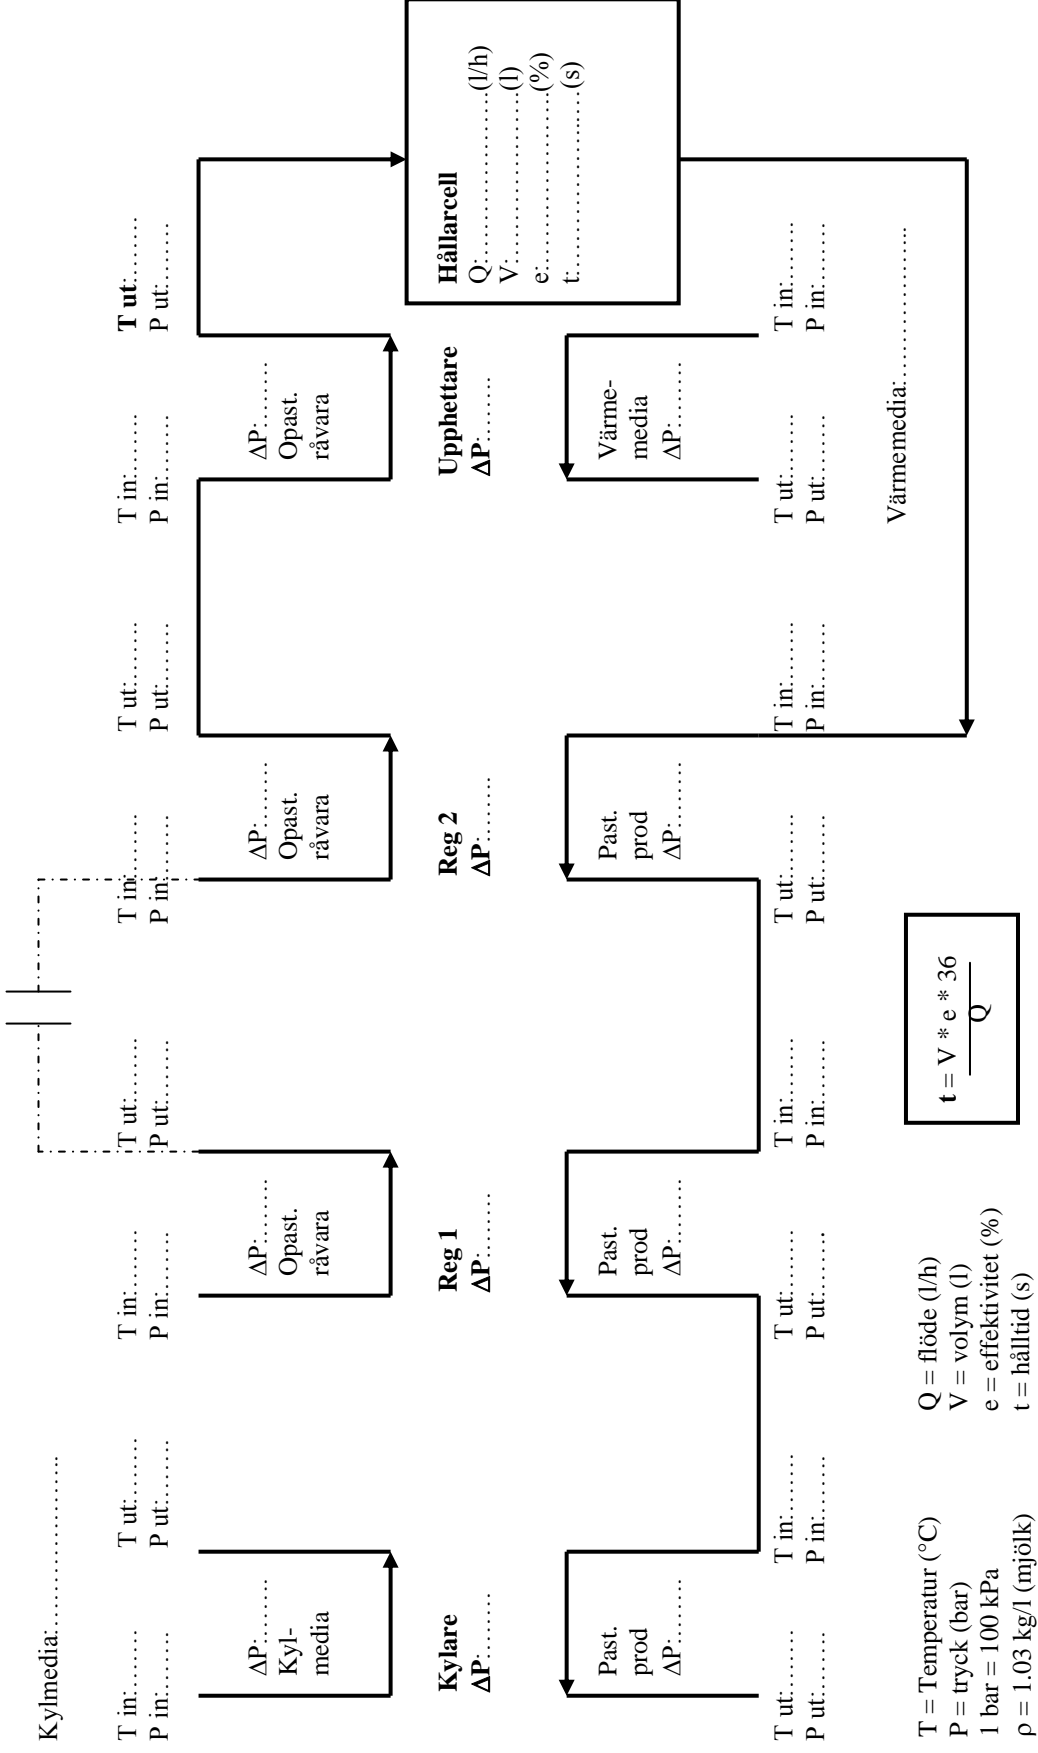 Kylmedia:……………………
T in:………
P in:………
T ut:………
P ut:………
T in:………
P in:………
T ut:………
P ut:………
T in:………
P in:………
T ut:………
P ut:………
T in:………
P in:………
T ut:………
P ut:………
ΔP:………
Kyl-
media
ΔP:………
Opast.
råvara
ΔP:………
Opast.
råvara
ΔP:………
Opast.
råvara
Kylare
ΔP:………
Reg 1
ΔP:………
Reg 2
ΔP:………
Upphettare
ΔP:………
Hållarcell
Q:……………………(l/h)
V:……………………(l)
e:……………………(%)
t:……………………(s)
Past.
prod
ΔP:………
Past.
prod
ΔP:………
Past.
prod
ΔP:………
Värme-
media
ΔP:………
T ut:………
P ut:………
T in:………
P in:………
T ut:………
P ut:………
T in:………
P in:………
T ut:………
P ut:………
T in:………
P in:………
T ut:………
P ut:………
T in:………
P in:………
Värmemedia:……………………
T = Temperatur (°C)
P = tryck (bar)
1 bar = 100 kPa
ρ = 1.03 kg/l (mjölk)
Q = flöde (l/h)
V = volym (l)
e = effektivitet (%)
t = hålltid (s)
t = V * e * 36
Q